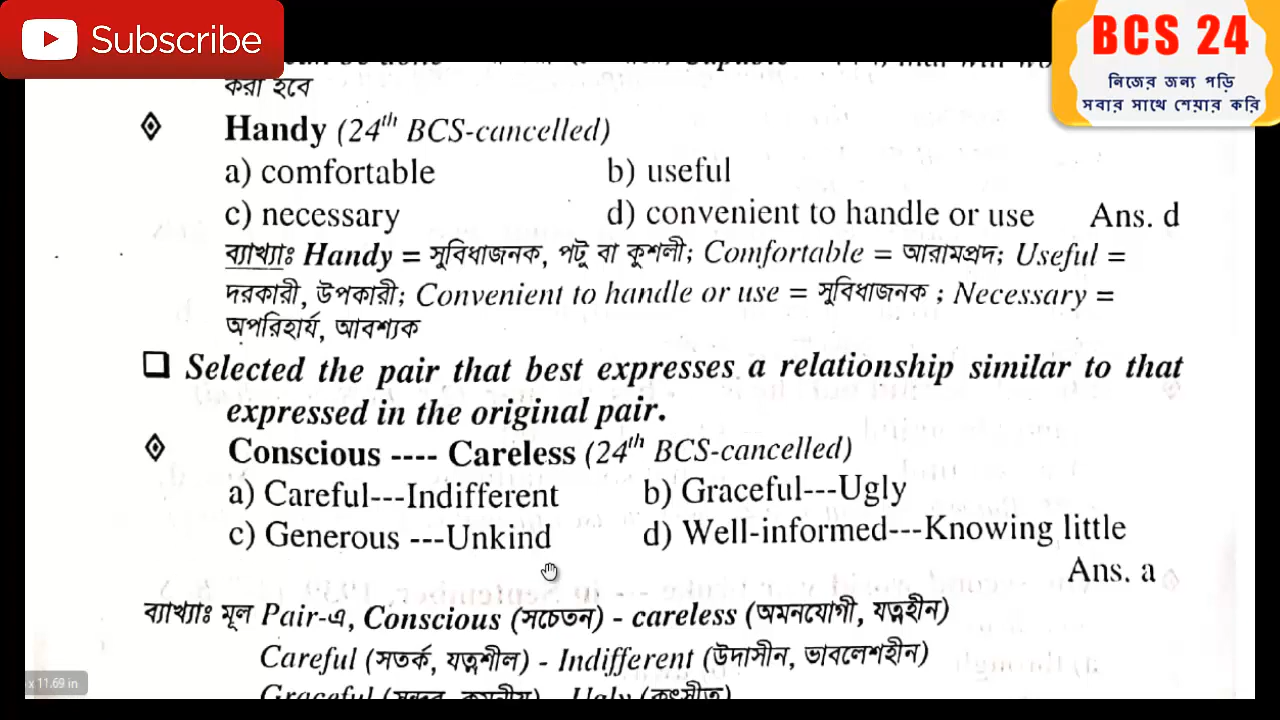 Subscribe
BCS 24
নিজের জন্য পড়ি
সবার সাথে শেয়ার করি
করা হবে
Handy (24th BCS-cancelled)
a) comfortable b) useful
c) necessary d) convenient to handle or use Ans. d
ব্যাখ্যাঃ Handy = সুবিধাজনক, পটু বা কুশলী; Comfortable = আরামপ্রদ; Useful =
দরকারী, উপকারী; Convenient to handle or use = সুবিধাজনক ; Necessary =
অপরিহার্য, আবশ্যক
Selected the pair that best expresses a relationship similar to that
expressed in the original pair.
Conscious ---- Careless (24th BCS-cancelled)
a) Careful---Indifferent b) Graceful---Ugly
c) Generous ---Unkind d) Well-informed---Knowing little
Ans. a
ব্যাখ্যাঃ মূল Pair-এ, Conscious (সচেতন) - careless (অমনযোগী, যত্নহীন)
Careful (সতর্ক, যত্নশীল) - Indifferent (উদাসীন, ভাবলেশহীন)
x 11.69 in